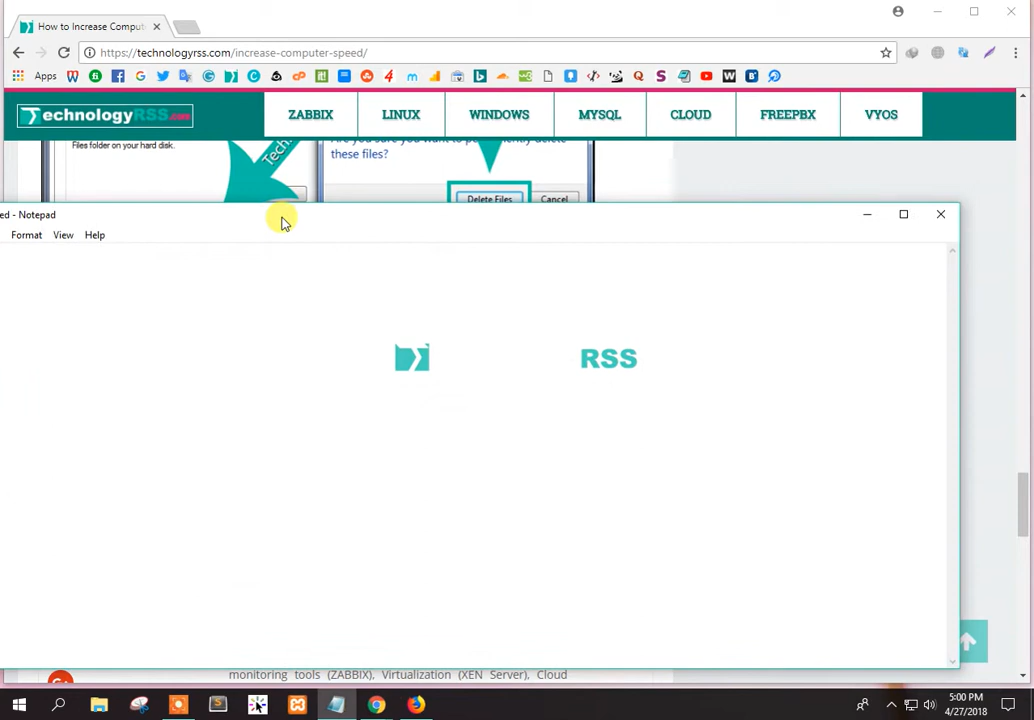 How to Increase Compu
https://technologyrss.com/increase-computer-speed/
Apps
TechnologyRSS.com
ZABBIX
LINUX
WINDOWS
MYSQL
CLOUD
FREEPBX
VYOS
Files folder on your hard disk.
these files?
Delete Files
Cancel
ed - Notepad
Format View Help
RSS
monitoring tools (ZABBIX), Virtualization (XEN Server), Cloud
5:00 PM
4/27/2018